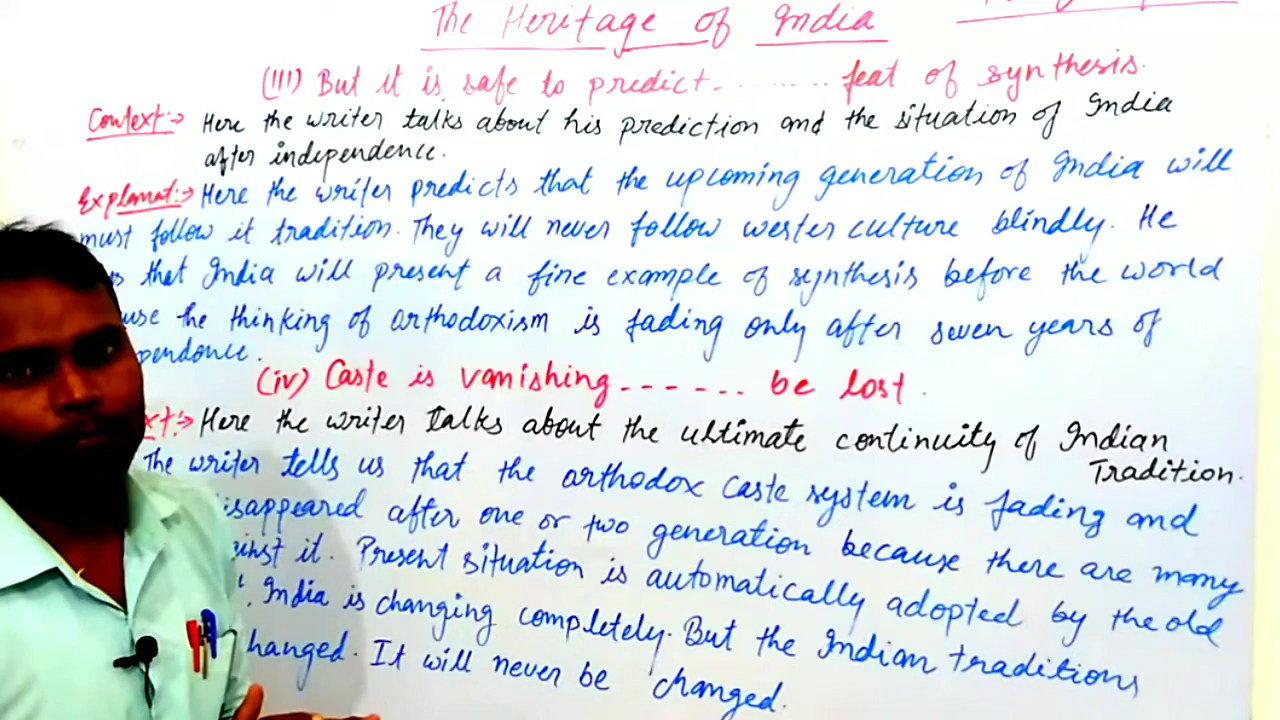 The Heritage of India
(III) But it is safe to predict - ........ feat of synthesis.
Context:→ Here the writer talks about his prediction and the situation of India
after independence.
Explanat:→ Here the writer predicts that the upcoming generation of India will
must follow it tradition. They will never follow wester culture blindly. He
that India will present a fine example of synthesis before the world
the thinking of orthodoxism is fading only after seven years of
(iv) Caste is vanishing ------... be lost.
Here the writer talks about the ultimate continuity of Indian
Tradition.
The writer tells us that the orthodox caste system is fading and
after one or two generation because there are many
it. Present situation is automatically adopted by the old
India is changing completely. But the Indian traditions
It will never be changed.